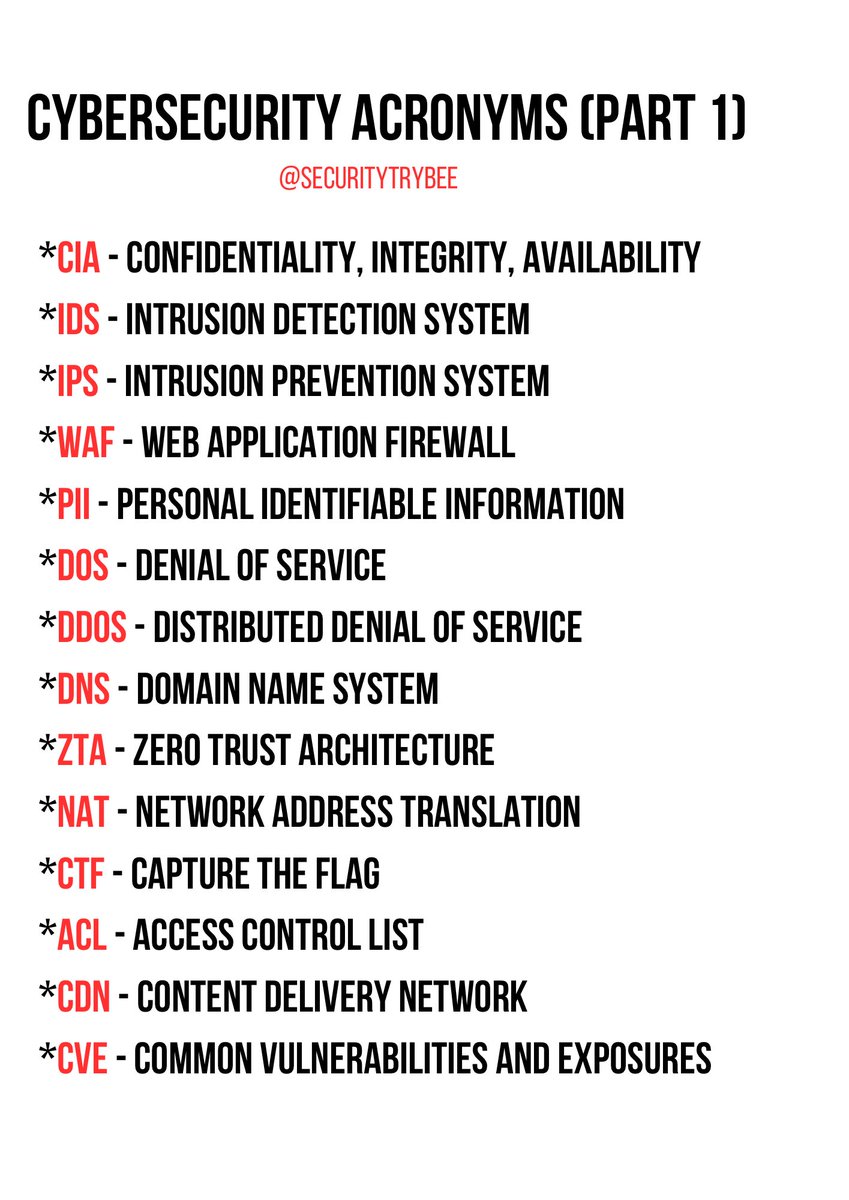 CYBERSECURITY ACRONYMS (PART 1)
@SECURITYTRYBEE
*CIA - CONFIDENTIALITY, INTEGRITY, AVAILABILITY
*IDS - INTRUSION DETECTION SYSTEM
*IPS - INTRUSION PREVENTION SYSTEM
*WAF - WEB APPLICATION FIREWALL
*PII - PERSONAL IDENTIFIABLE INFORMATION
*DOS - DENIAL OF SERVICE
*DDOS - DISTRIBUTED DENIAL OF SERVICE
*DNS - DOMAIN NAME SYSTEM
*ZTA - ZERO TRUST ARCHITECTURE
*NAT - NETWORK ADDRESS TRANSLATION
*CTF - CAPTURE THE FLAG
*ACL - ACCESS CONTROL LIST
*CDN - CONTENT DELIVERY NETWORK
*CVE - COMMON VULNERABILITIES AND EXPOSURES